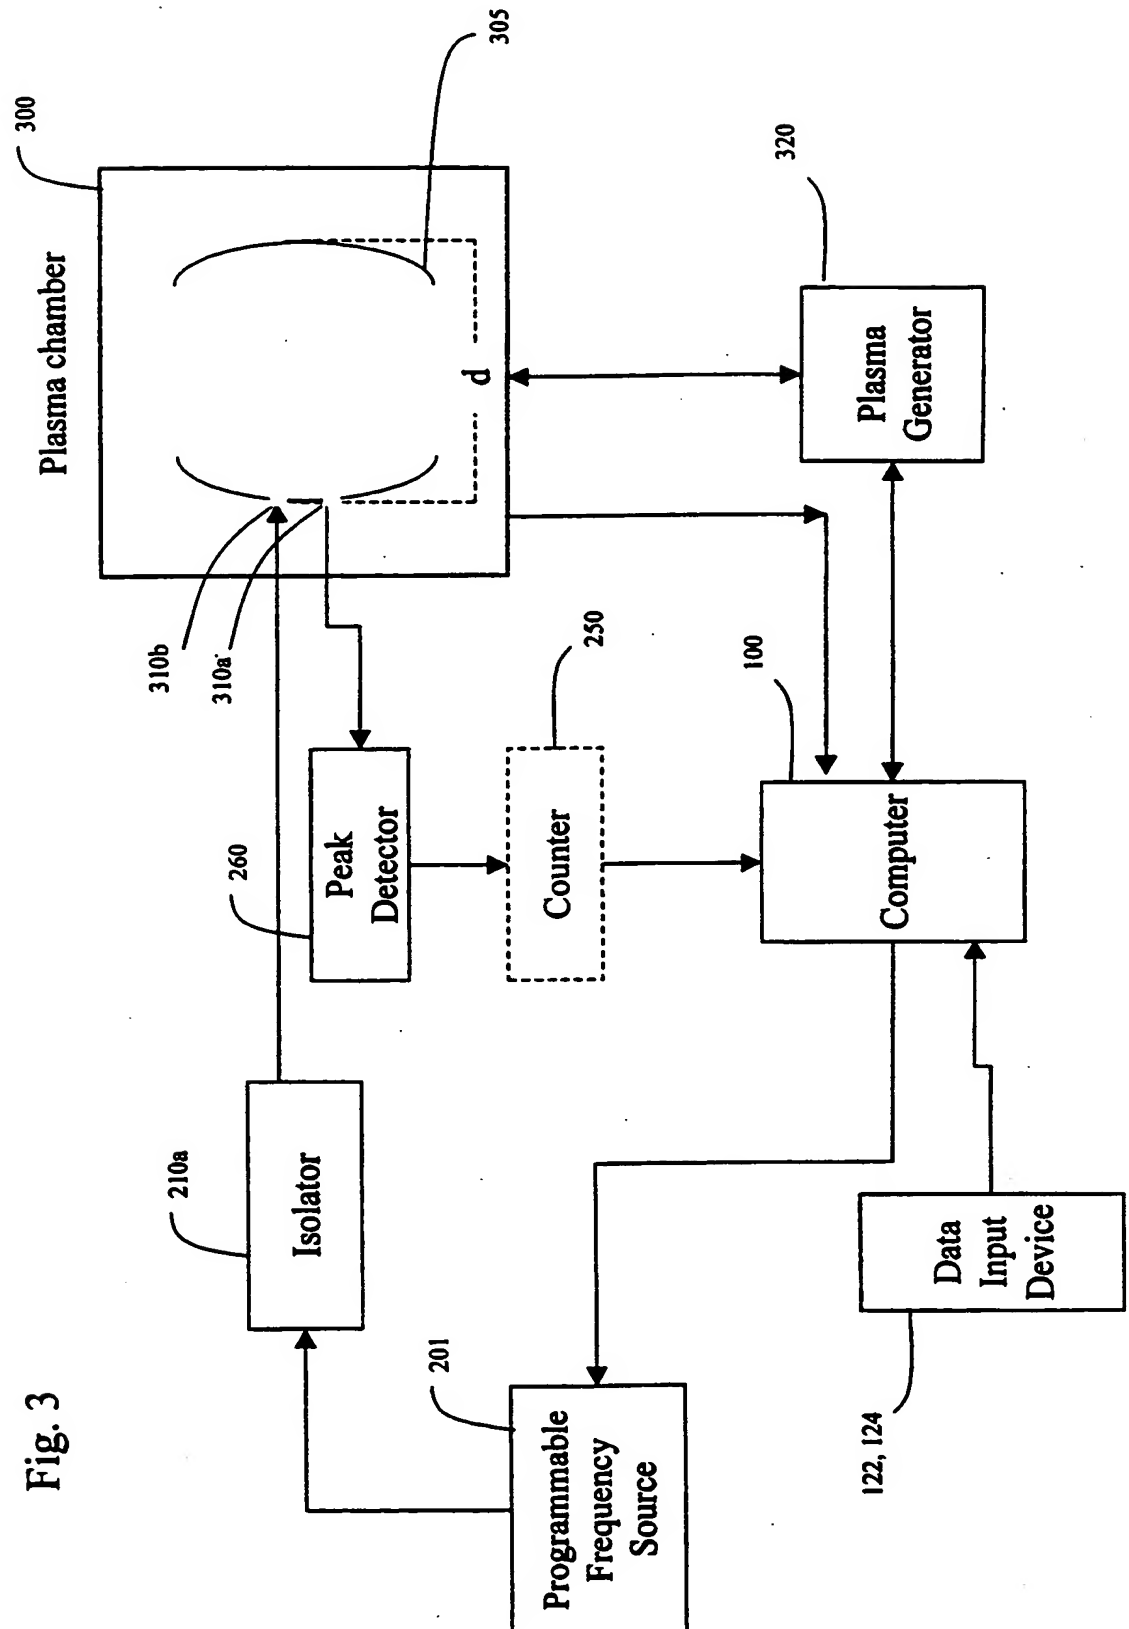 Fig. 3
Programmable
Frequency
Source
201
Isolator
210a
Peak
Detector
260
Counter
250
Computer
100
Data
Input
Device
122, 124
Plasma chamber
300
305
310b
310a
d
Plasma
Generator
320